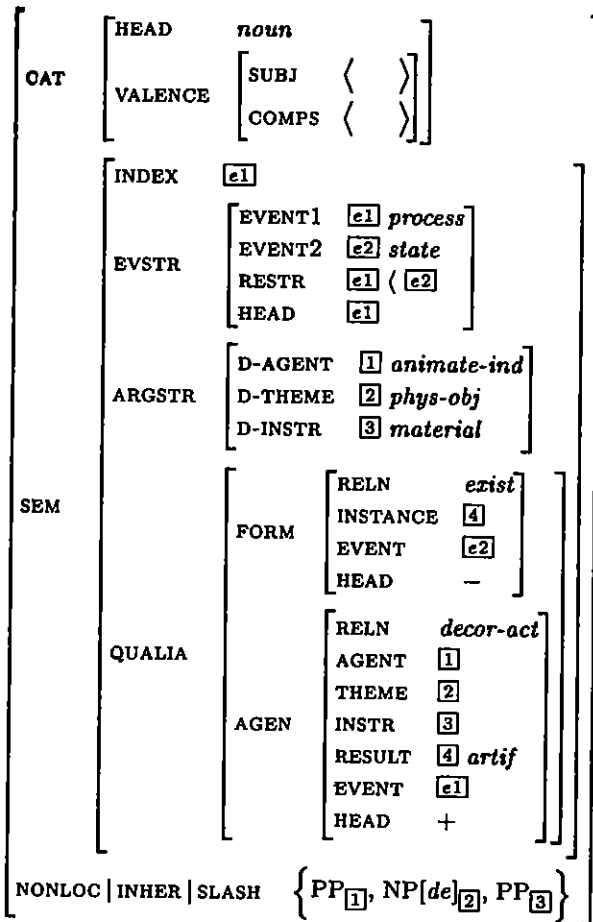 HEAD noun
CAT
VALENCE
SUBJ ⟨ ⟩
COMPS ⟨ ⟩
INDEX e1
EVSTR
EVENT1 e1 process
EVENT2 e2 state
RESTR e1 ⟨ e2
HEAD e1
ARGSTR
D-AGENT 1 animate-ind
D-THEME 2 phys-obj
D-INSTR 3 material
SEM
QUALIA
FORM
RELN exist
INSTANCE 4
EVENT e2
HEAD −
AGEN
RELN decor-act
AGENT 1
THEME 2
INSTR 3
RESULT 4 artif
EVENT e1
HEAD +
NONLOC | INHER | SLASH { PP1, NP[de]2, PP3 }